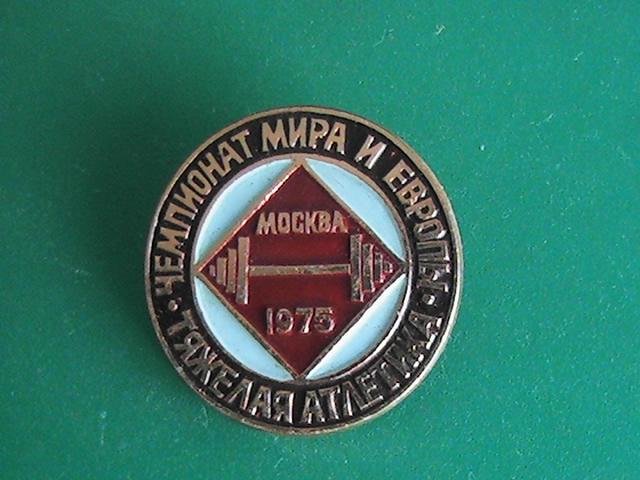 ЧЕМПИОНАТ МИРА И ЕВРОПЫ
МОСКВА
1975
ТЯЖЕЛАЯ АТЛЕТИКА